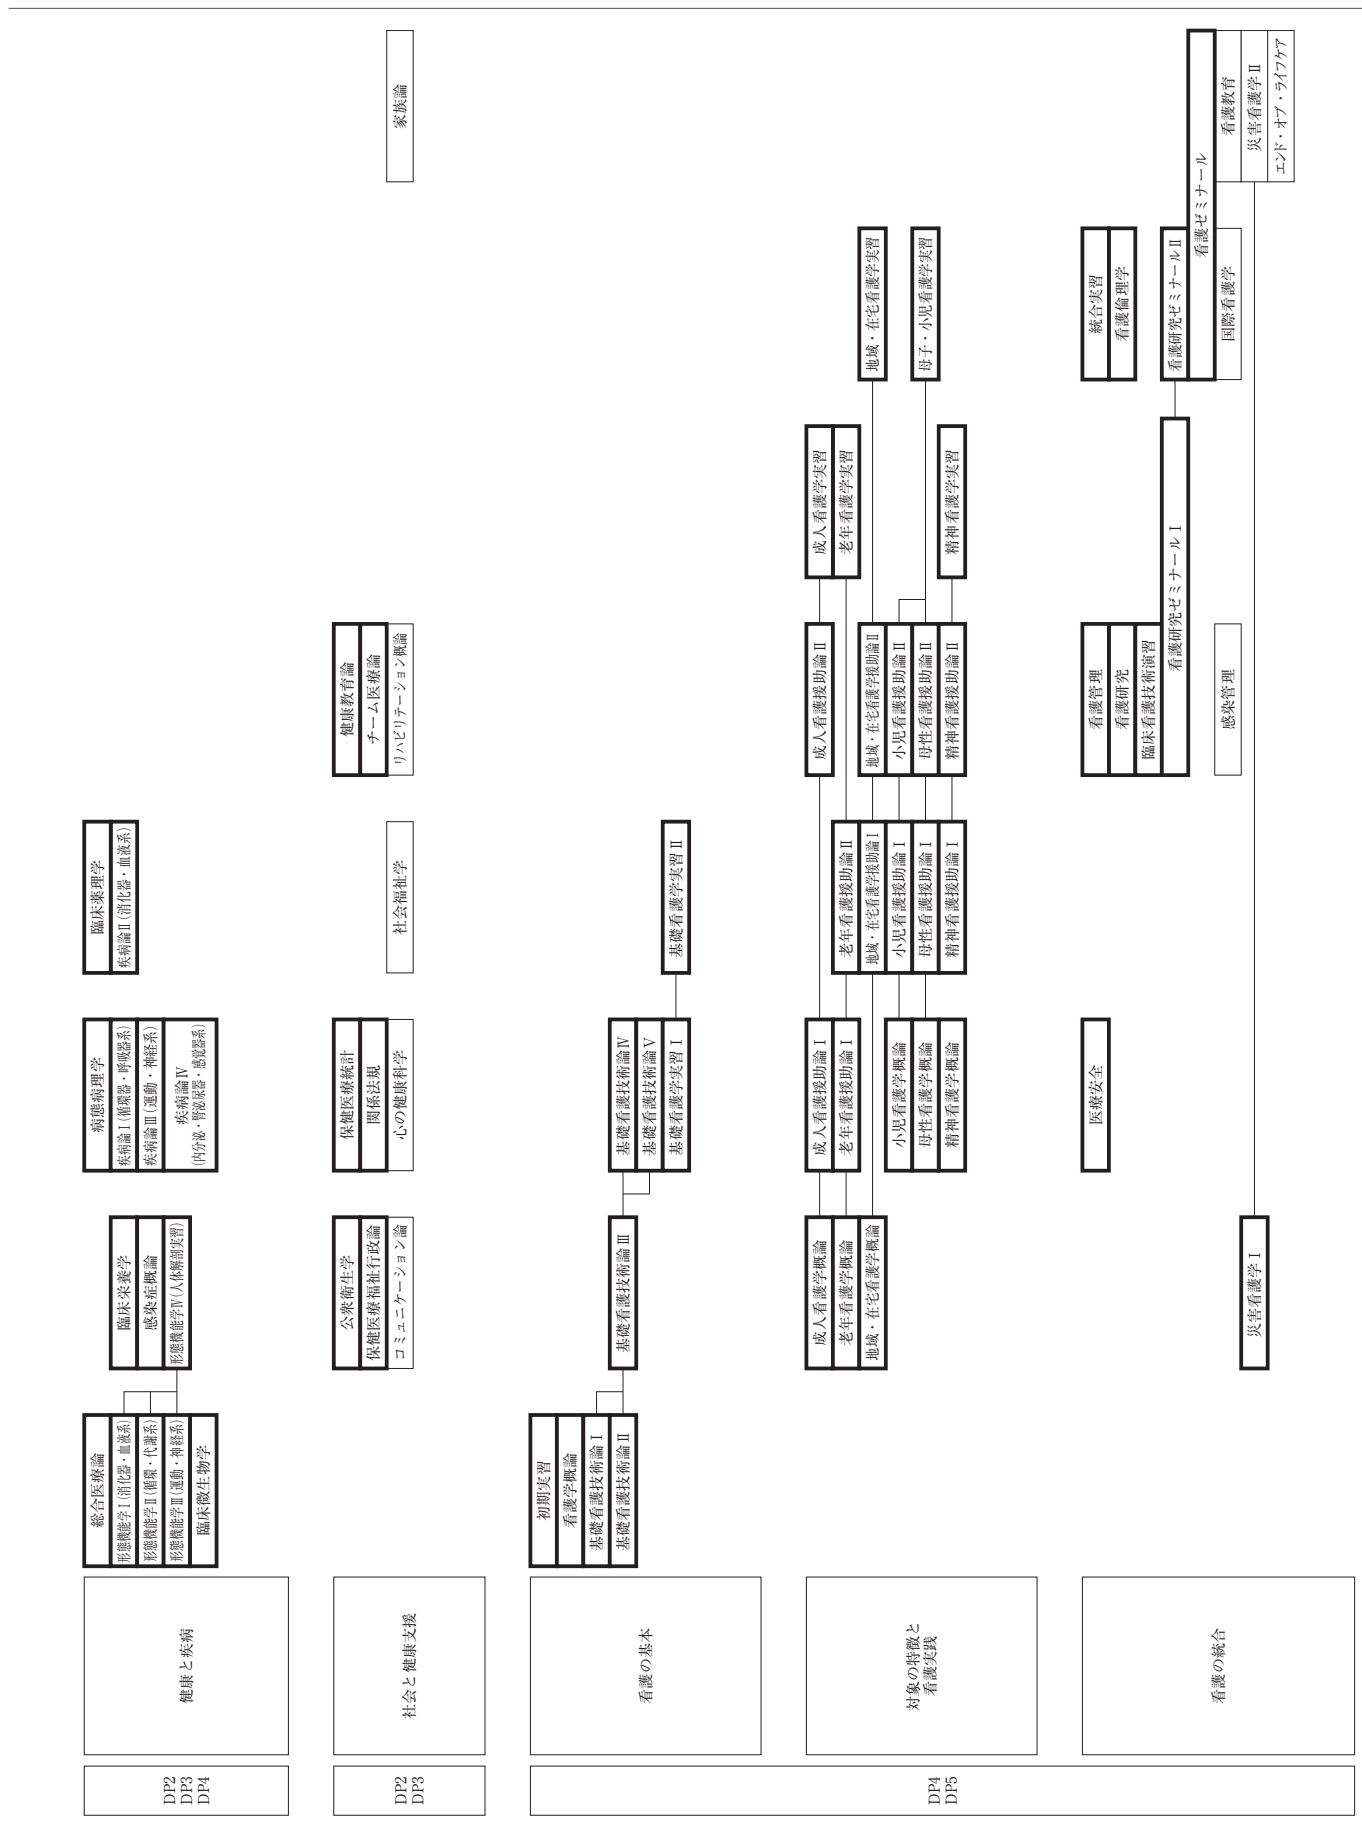 DP2
DP3
DP4
健康と疾病
総合医療論
形態機能学Ⅰ(消化器・血液系)
形態機能学Ⅱ(循環・代謝系)
形態機能学Ⅲ(運動・神経系)
臨床微生物学
臨床栄養学
感染症概論
形態機能学Ⅳ(人体解剖実習)
病態病理学
疾病論Ⅰ(循環器・呼吸器系)
疾病論Ⅲ(運動・神経系)
疾病論Ⅳ
(内分泌・腎泌尿器・感覚器系)
臨床薬理学
疾病論Ⅱ(消化器・血液系)
DP2
DP3
社会と健康支援
公衆衛生学
保健医療福祉行政論
コミュニケーション論
保健医療統計
関係法規
心の健康科学
社会福祉学
健康教育論
チーム医療論
リハビリテーション概論
家族論
DP4
DP5
看護の基本
初期実習
看護学概論
基礎看護技術論Ⅰ
基礎看護技術論Ⅱ
基礎看護技術論Ⅲ
基礎看護技術論Ⅳ
基礎看護技術論Ⅴ
基礎看護学実習Ⅰ
基礎看護学実習Ⅱ
対象の特徴と
看護実践
成人看護学概論
老年看護学概論
地域・在宅看護学概論
成人看護援助論Ⅰ
老年看護援助論Ⅰ
小児看護学概論
母性看護学概論
精神看護学概論
老年看護援助論Ⅱ
地域・在宅看護学援助論Ⅰ
小児看護援助論Ⅰ
母性看護援助論Ⅰ
精神看護援助論Ⅰ
成人看護援助論Ⅱ
地域・在宅看護学援助論Ⅱ
小児看護援助論Ⅱ
母性看護援助論Ⅱ
精神看護援助論Ⅱ
成人看護学実習
老年看護学実習
精神看護学実習
地域・在宅看護学実習
母子・小児看護学実習
看護の統合
災害看護学Ⅰ
医療安全
看護管理
看護研究
臨床看護技術演習
看護研究ゼミナールⅠ
感染管理
統合実習
看護倫理学
看護研究ゼミナールⅡ
看護ゼミナール
国際看護学
看護教育
災害看護学Ⅱ
エンド・オブ・ライフケア